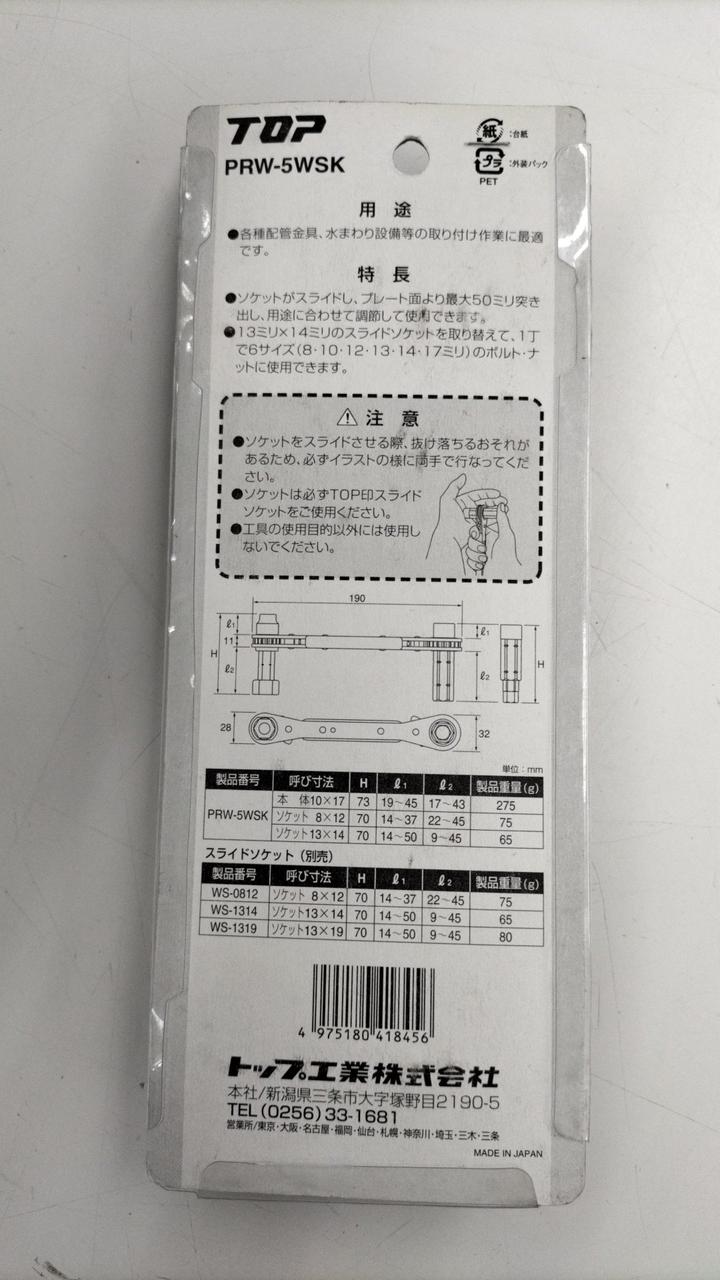 TOP
PRW-5WSK
紙 :台紙
プラ :外装パック
PET
用 途
●各種配管金具、水まわり設備等の取り付け作業に最適
です。
特 長
●ソケットがスライドし、プレート面より最大50ミリ突き
出し、用途に合わせて調節して使用できます。
●13ミリ×14ミリのスライドソケットを取り替えて、1丁
で6サイズ(8・10・12・13・14・17ミリ)のボルト・ナ
ットに使用できます。
注 意
●ソケットをスライドさせる際、抜け落ちるおそれが
あるため、必ずイラストの様に両手で行なってくだ
さい。
●ソケットは必ずTOP印スライド
ソケットをご使用ください。
●工具の使用目的以外には使用し
ないでください。
190
ℓ1 ℓ1
11
H H
ℓ2 ℓ2
28 32
単位:mm
製品番号 呼び寸法 H ℓ1 ℓ2 製品重量(g)
PRW-5WSK 本 体10×17 73 19～45 17～43 275
ソケット 8×12 70 14～37 22～45 75
ソケット13×14 70 14～50 9～45 65
スライドソケット(別売)
製品番号 呼び寸法 H ℓ1 ℓ2 製品重量(g)
WS-0812 ソケット 8×12 70 14～37 22～45 75
WS-1314 ソケット13×14 70 14～50 9～45 65
WS-1319 ソケット13×19 70 14～50 9～45 80
4 975180 418456
トップ工業株式会社
本社/新潟県三条市大字塚野目2190-5
TEL(0256)33-1681
営業所/東京・大阪・名古屋・福岡・仙台・札幌・神奈川・埼玉・三木・三条
MADE IN JAPAN